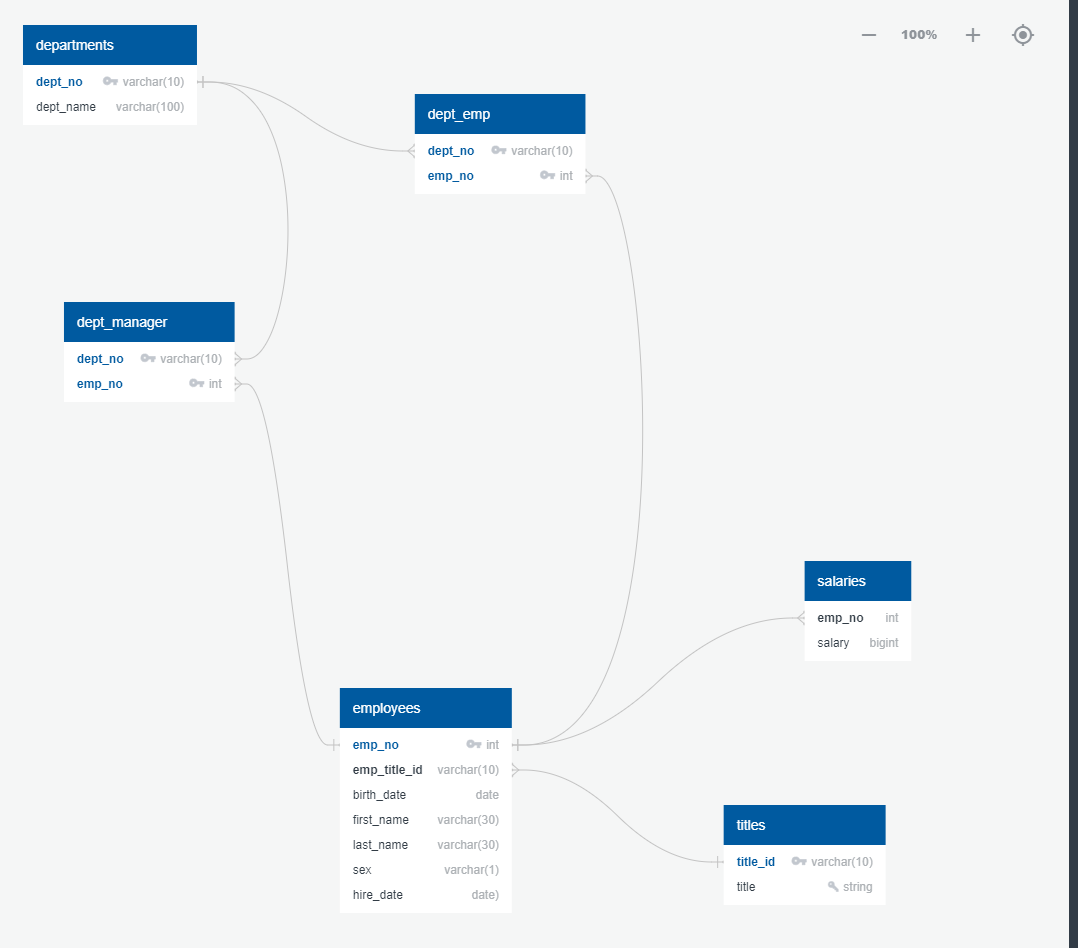 departments
dept_no varchar(10)
dept_name varchar(100)
100%
dept_emp
dept_no varchar(10)
emp_no int
dept_manager
dept_no varchar(10)
emp_no int
salaries
emp_no int
salary bigint
employees
emp_no int
emp_title_id varchar(10)
birth_date date
first_name varchar(30)
last_name varchar(30)
sex varchar(1)
hire_date date)
titles
title_id varchar(10)
title string